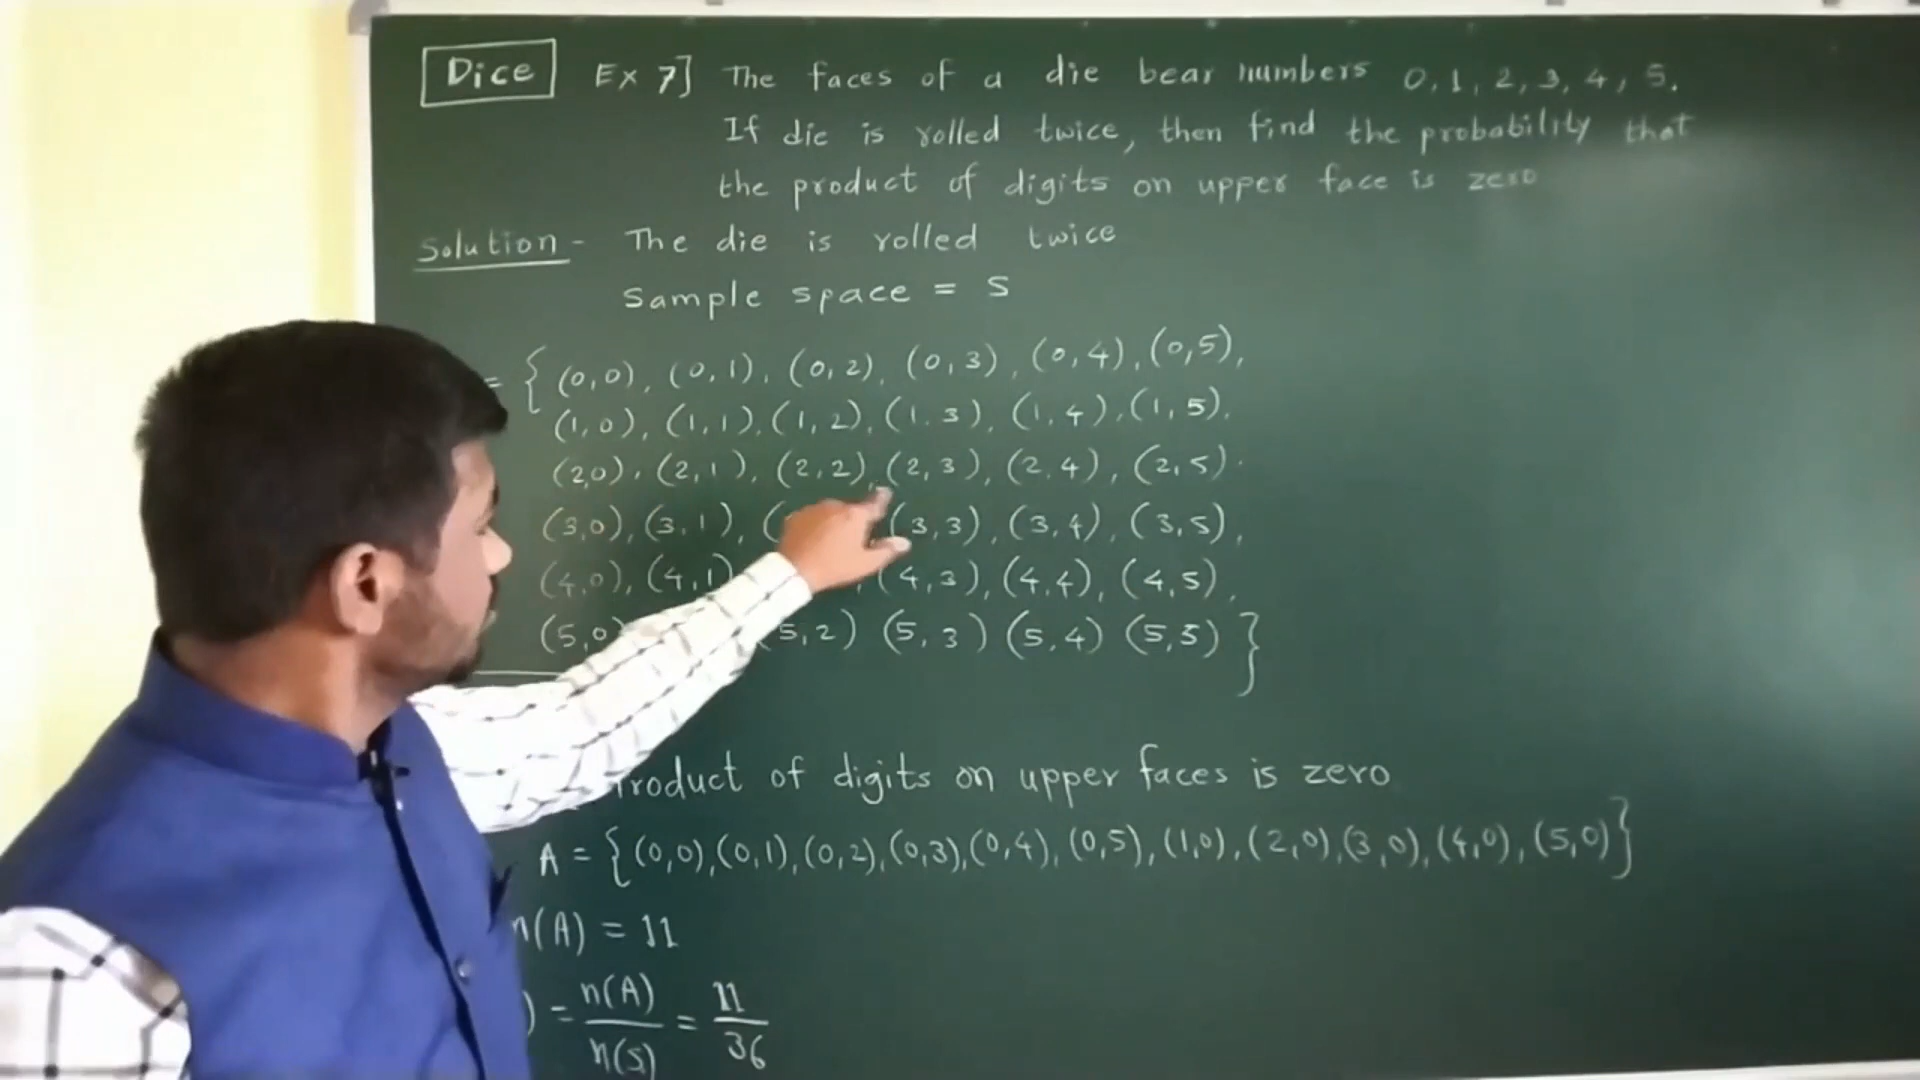 Dice Ex 7] The faces of a die bear numbers 0, 1, 2, 3, 4, 5.
If die is rolled twice, then find the probability that
the product of digits on upper face is zero
Solution - The die is rolled twice
Sample space = S
= { (0,0), (0,1), (0,2), (0,3), (0,4), (0,5),
(1,0), (1,1), (1,2), (1,3), (1,4), (1,5),
(2,0), (2,1), (2,2), (2,3), (2,4), (2,5),
(3,0), (3,1), ( (3,3), (3,4), (3,5),
(4,0), (4,1) , (4,3), (4,4), (4,5),
(5,0) 5,2) (5,3) (5,4) (5,5) }
Product of digits on upper faces is zero
A = {(0,0), (0,1), (0,2), (0,3), (0,4), (0,5), (1,0), (2,0), (3,0), (4,0), (5,0)}
n(A) = 11
) = n(A)/n(S) = 11/36